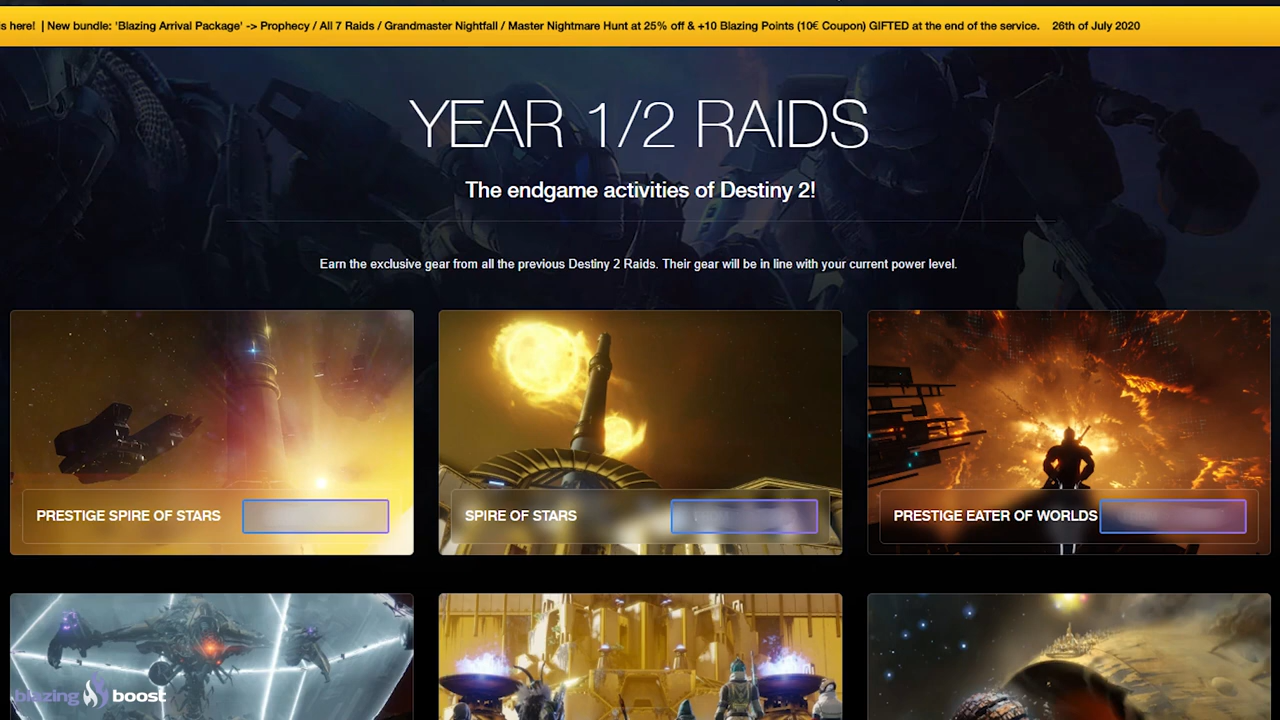 s here! | New bundle: 'Blazing Arrival Package' -> Prophecy / All 7 Raids / Grandmaster Nightfall / Master Nightmare Hunt at 25% off & +10 Blazing Points (10€ Coupon) GIFTED at the end of the service. 26th of July 2020
YEAR 1/2 RAIDS
The endgame activities of Destiny 2!
Earn the exclusive gear from all the previous Destiny 2 Raids. Their gear will be in line with your current power level.
PRESTIGE SPIRE OF STARS
SPIRE OF STARS
PRESTIGE EATER OF WORLDS
blazing boost